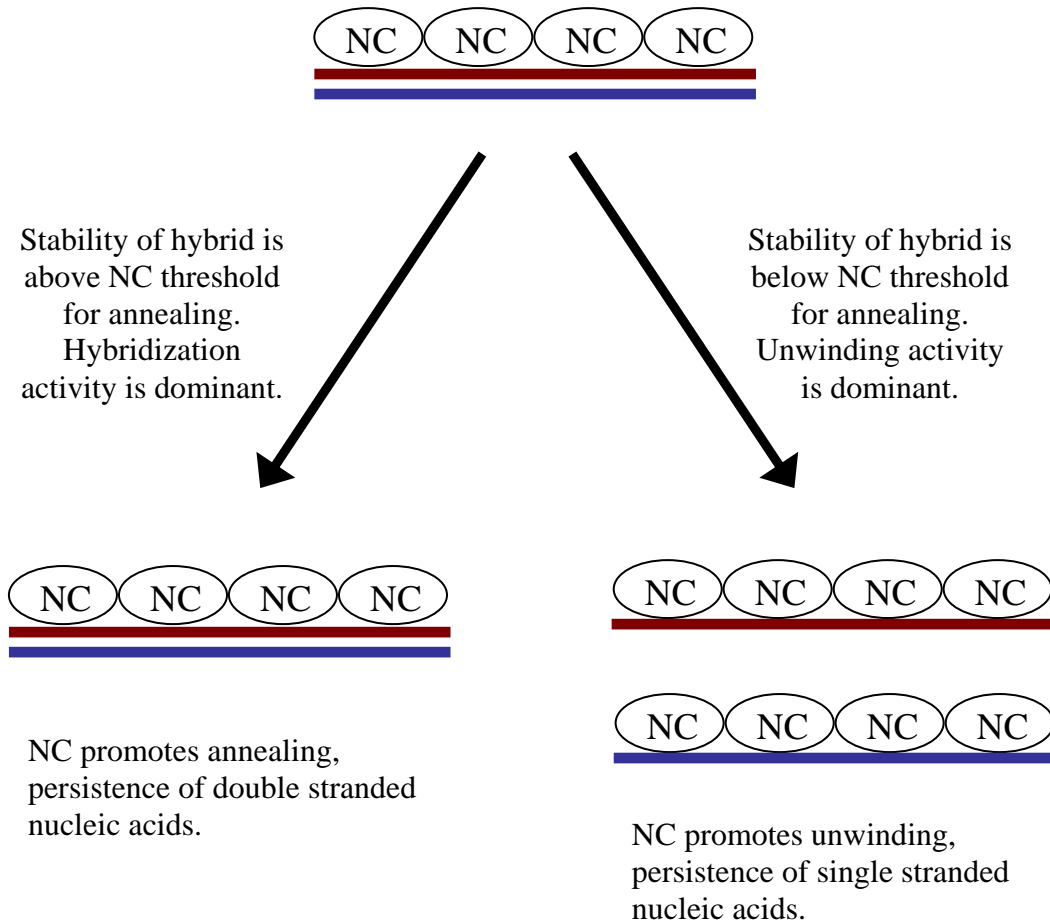 NC NC NC NC
Stability of hybrid is
above NC threshold
for annealing.
Hybridization
activity is dominant.
Stability of hybrid is
below NC threshold
for annealing.
Unwinding activity
is dominant.
NC NC NC NC
NC promotes annealing,
persistence of double stranded
nucleic acids.
NC NC NC NC
NC NC NC NC
NC promotes unwinding,
persistence of single stranded
nucleic acids.